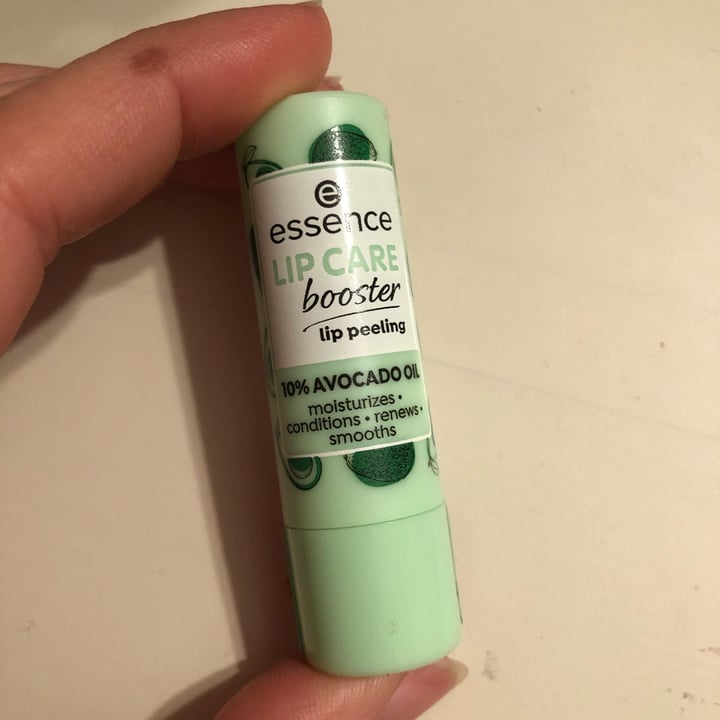 e
essence
LIP CARE
booster
lip peeling
10% AVOCADO OIL
moisturizes •
conditions • renews •
smooths